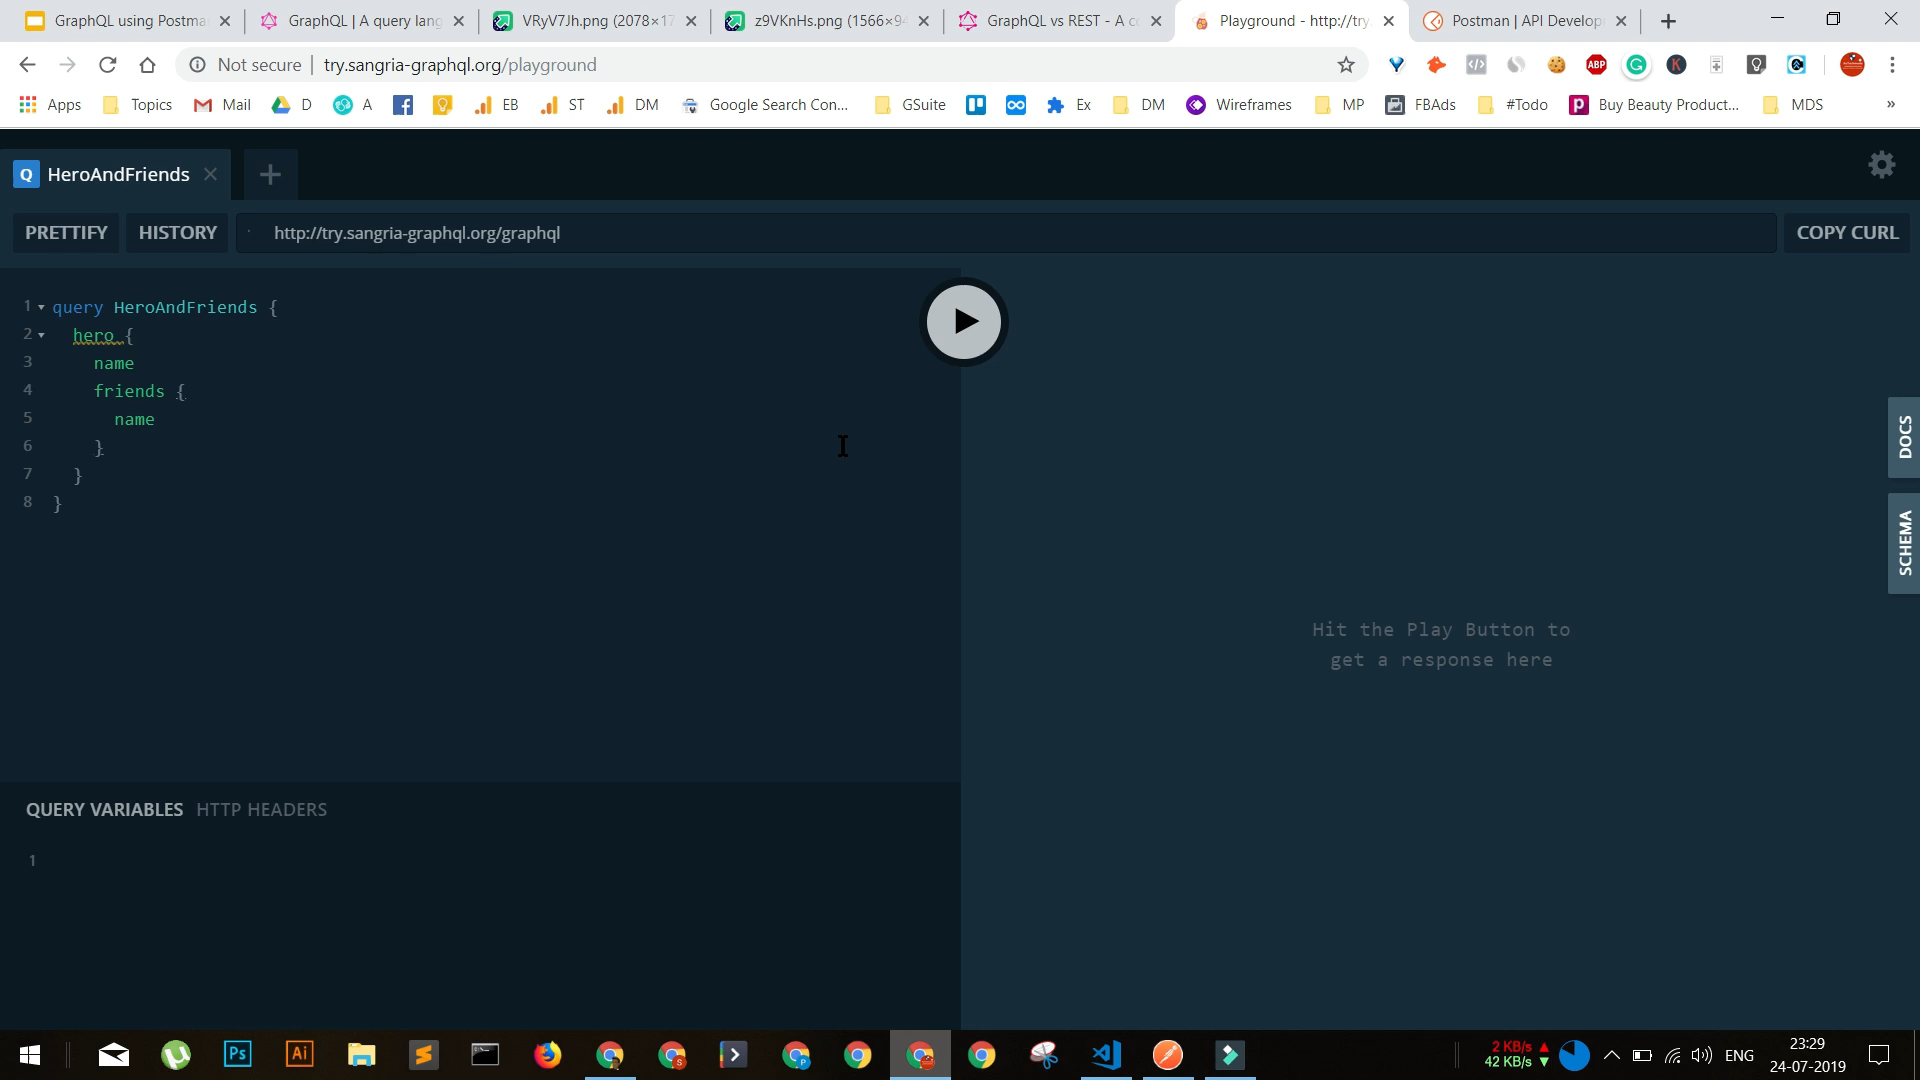 GraphQL using Postma
GraphQL | A query lang
VRyV7Jh.png (2078×17
z9VKnHs.png (1566×94
GraphQL vs REST - A co
Playground - http://try
Postman | API Develop
Not secure | try.sangria-graphql.org/playground
Apps Topics Mail D A EB ST DM Google Search Con... GSuite Ex DM Wireframes MP FBAds #Todo Buy Beauty Product... MDS »
Q HeroAndFriends
PRETTIFY HISTORY http://try.sangria-graphql.org/graphql COPY CURL
1 query HeroAndFriends {
2 hero {
3 name
4 friends {
5 name
6 }
7 }
8 }
DOCS
SCHEMA
Hit the Play Button to
get a response here
QUERY VARIABLES HTTP HEADERS
1
2 KB/s
42 KB/s
ENG
23:29
24-07-2019